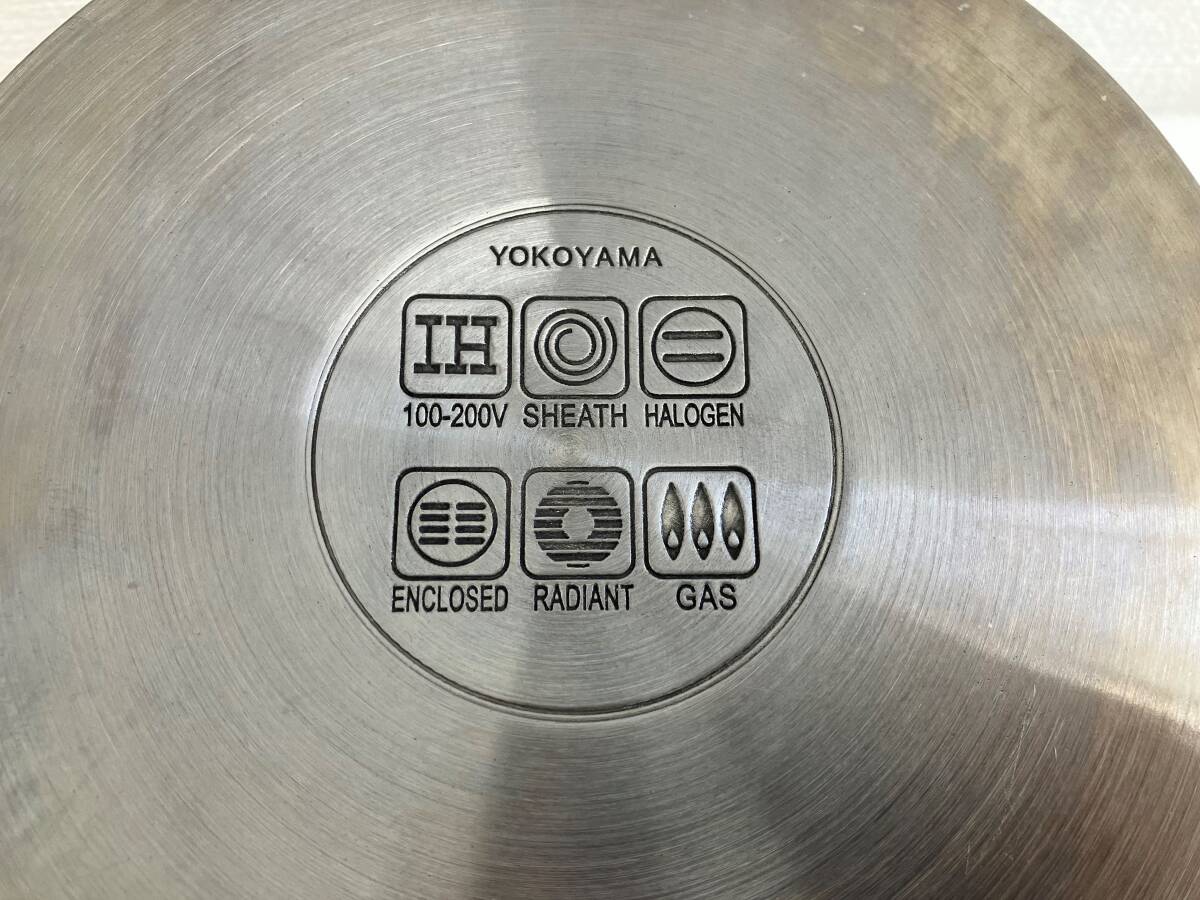 YOKOYAMA
IH
100-200V SHEATH HALOGEN
ENCLOSED RADIANT GAS